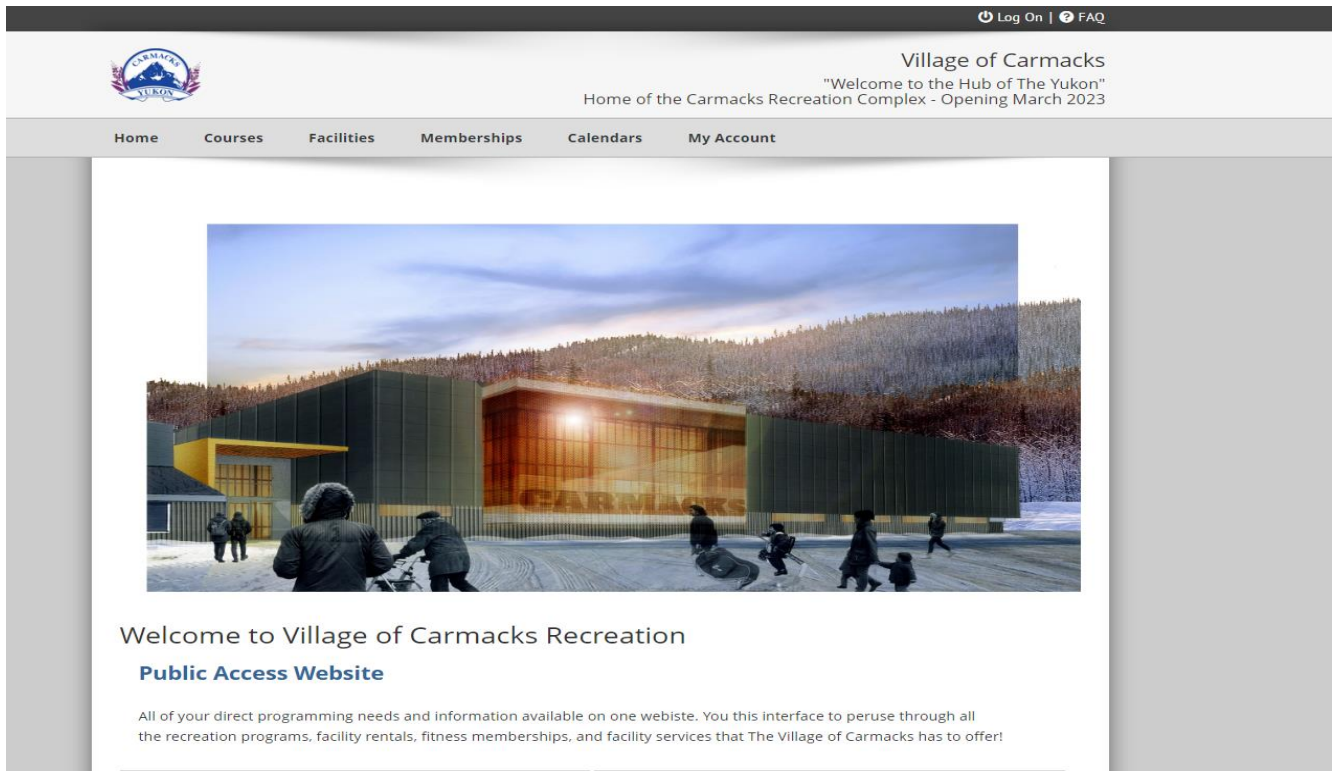 Log On | FAQ
CARMACKS
YUKON
Village of Carmacks
"Welcome to the Hub of The Yukon"
Home of the Carmacks Recreation Complex - Opening March 2023
Home Courses Facilities Memberships Calendars My Account
CARMACKS
Welcome to Village of Carmacks Recreation
Public Access Website
All of your direct programming needs and information available on one webiste. You this interface to peruse through all
the recreation programs, facility rentals, fitness memberships, and facility services that The Village of Carmacks has to offer!